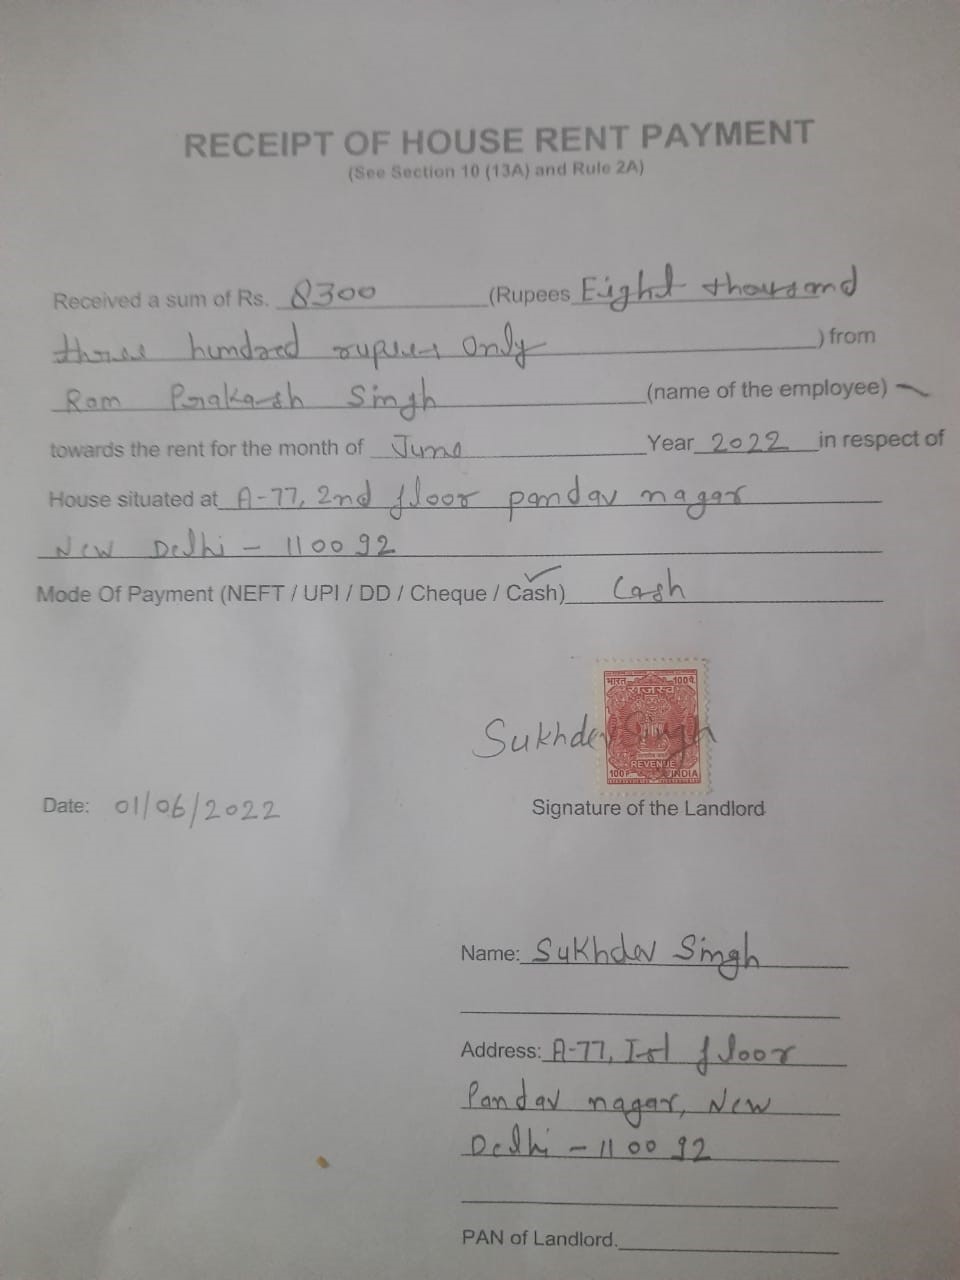 RECEIPT OF HOUSE RENT PAYMENT
(See Section 10 (13A) and Rule 2A)
Received a sum of Rs. 8300 (Rupees Eight thousand
three hundred rupees Only ) from
Ram Prakash Singh (name of the employee)
towards the rent for the month of June Year 2022 in respect of
House situated at A-77, 2nd floor pandav nagar
New Delhi - 110092
Mode Of Payment (NEFT / UPI / DD / Cheque / Cash) Cash
भारत 100 पै.
राजस्व
REVENUE
100 P INDIA
Sukhdev Singh
Date: 01/06/2022
Signature of the Landlord
Name: Sukhdev Singh
Address: A-77, Ist floor
Pandav nagar, New
Delhi - 110092
PAN of Landlord.